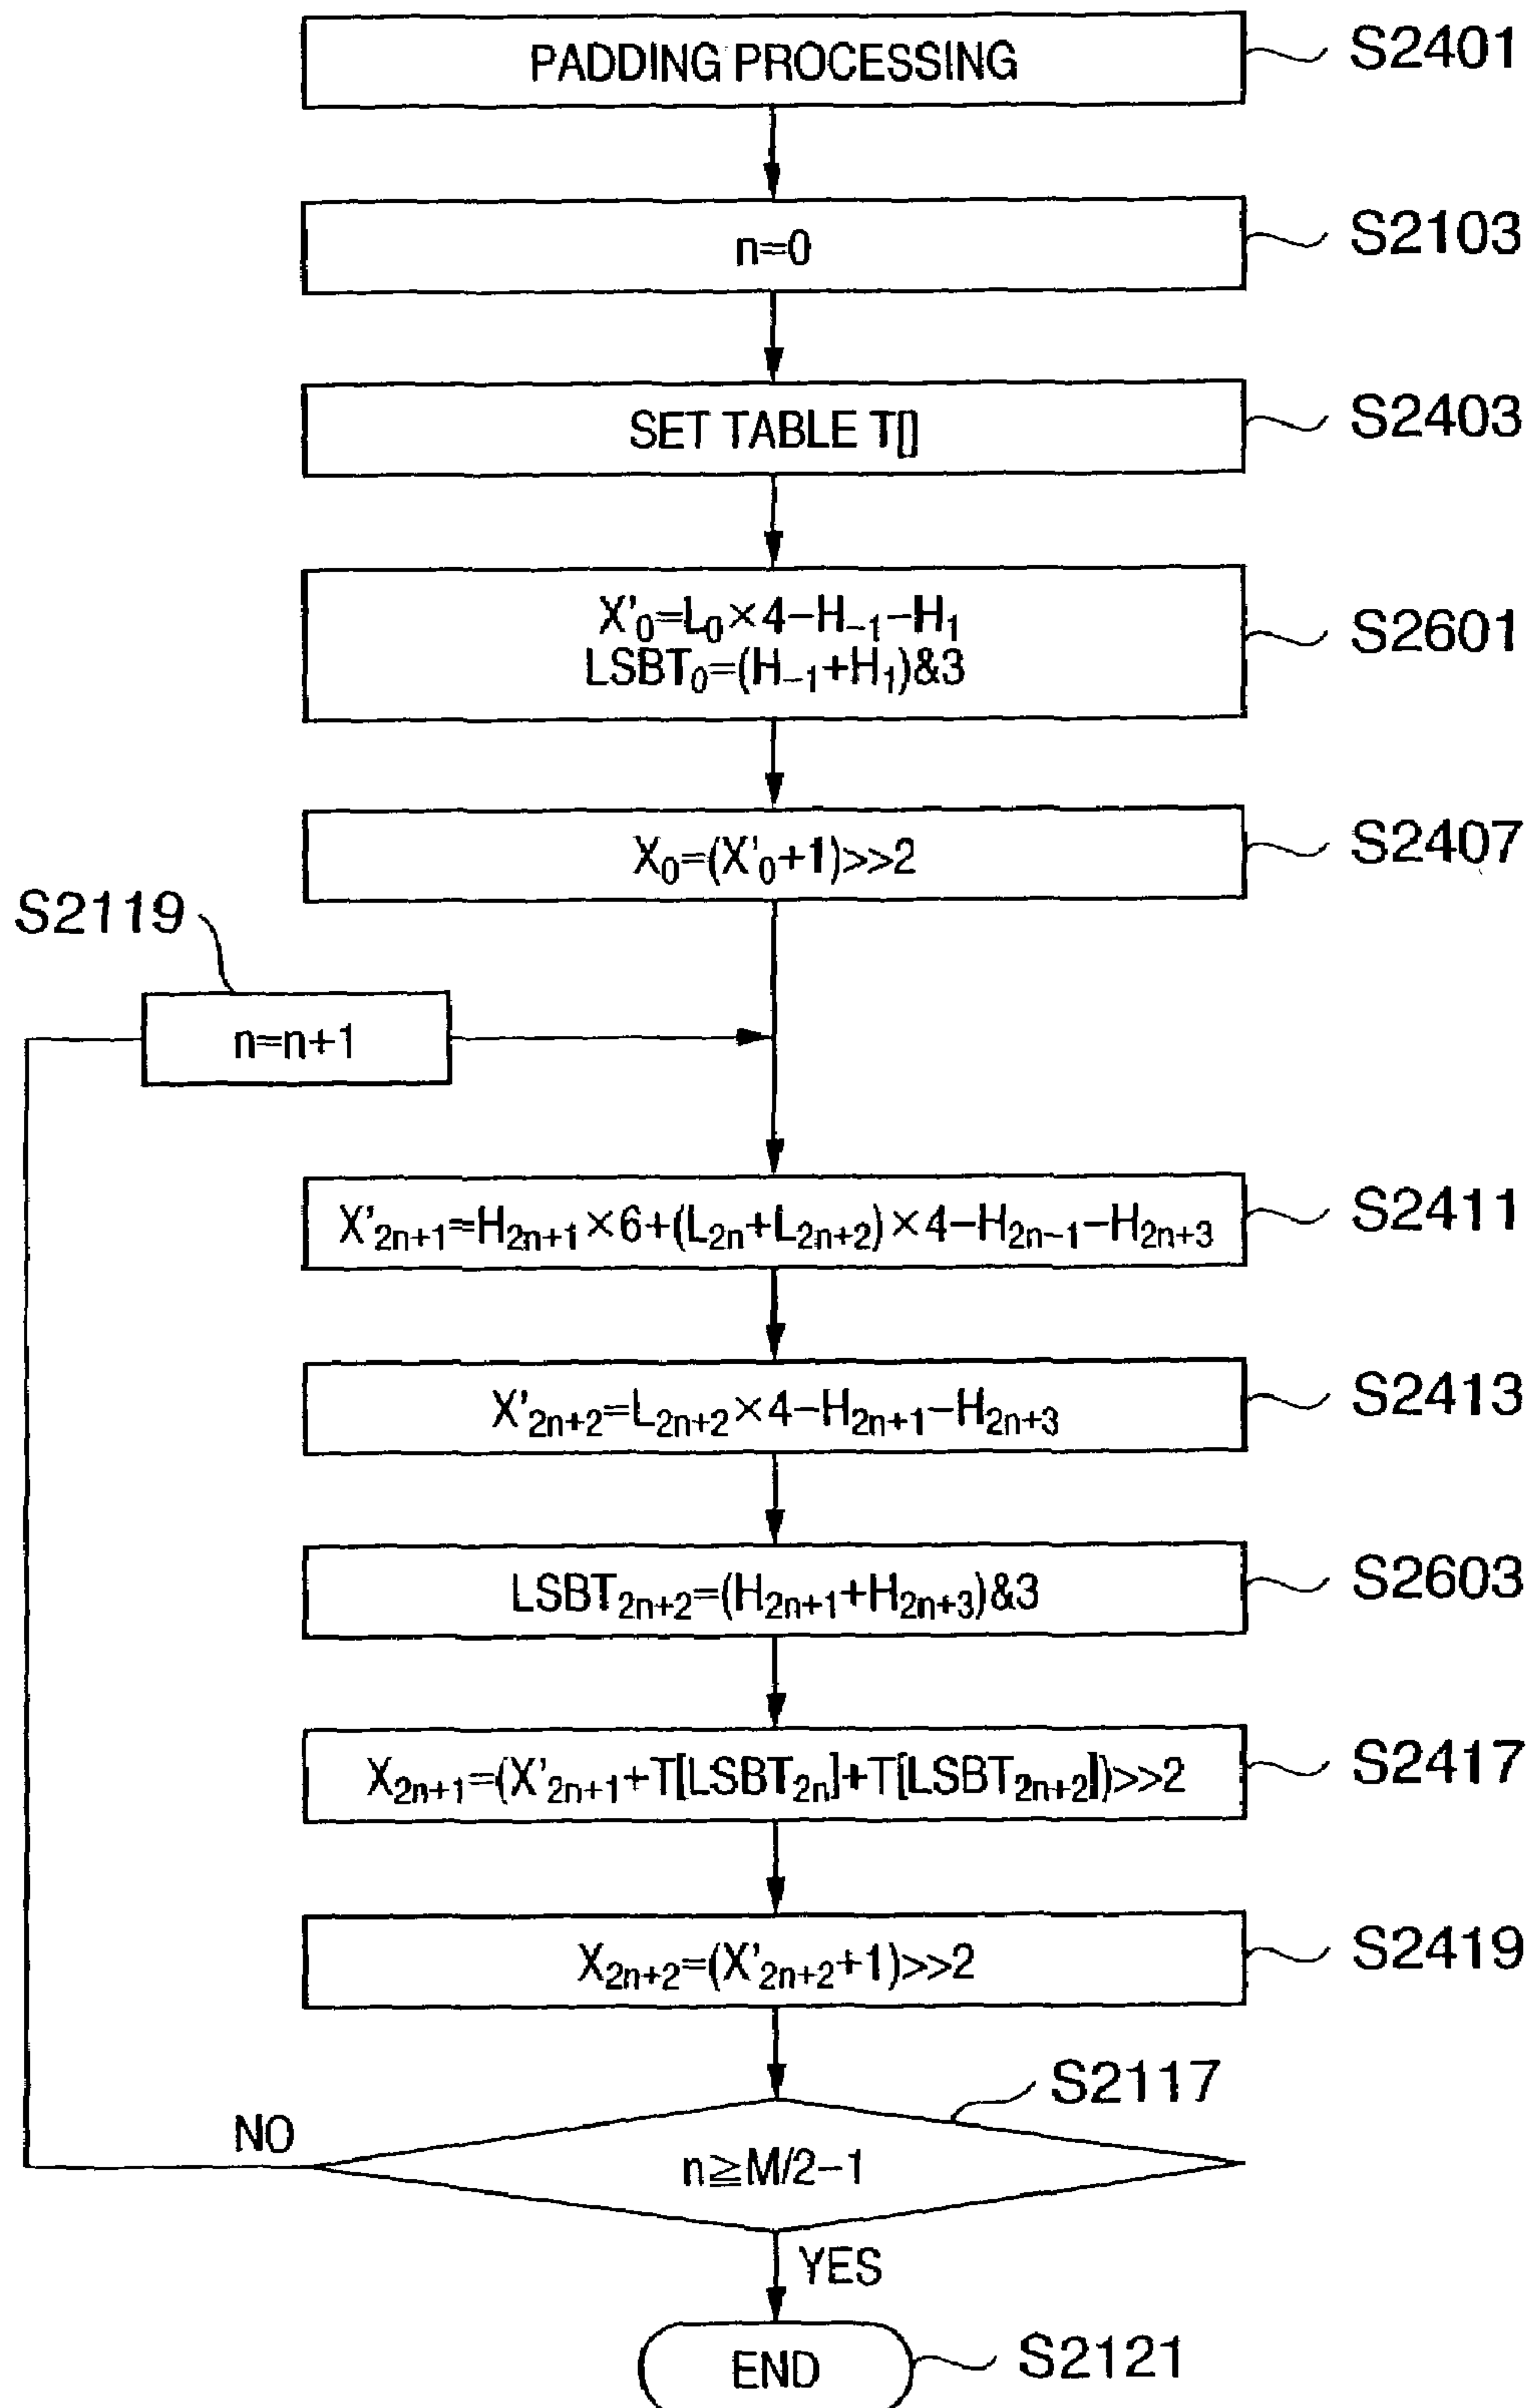 PADDING PROCESSING
S2401
n=0
S2103
SET TABLE T[]
S2403
X'₀=L₀×4−H₋₁−H₁
LSBT₀=(H₋₁+H₁)&3
S2601
X₀=(X'₀+1)>>2
S2407
S2119
n=n+1
X'₂ₙ₊₁=H₂ₙ₊₁×6+(L₂ₙ+L₂ₙ₊₂)×4−H₂ₙ₋₁−H₂ₙ₊₃
S2411
X'₂ₙ₊₂=L₂ₙ₊₂×4−H₂ₙ₊₁−H₂ₙ₊₃
S2413
LSBT₂ₙ₊₂=(H₂ₙ₊₁+H₂ₙ₊₃)&3
S2603
X₂ₙ₊₁=(X'₂ₙ₊₁+T[LSBT₂ₙ]+T[LSBT₂ₙ₊₂])>>2
S2417
X₂ₙ₊₂=(X'₂ₙ₊₂+1)>>2
S2419
S2117
NO
n≧M/2−1
YES
END
S2121